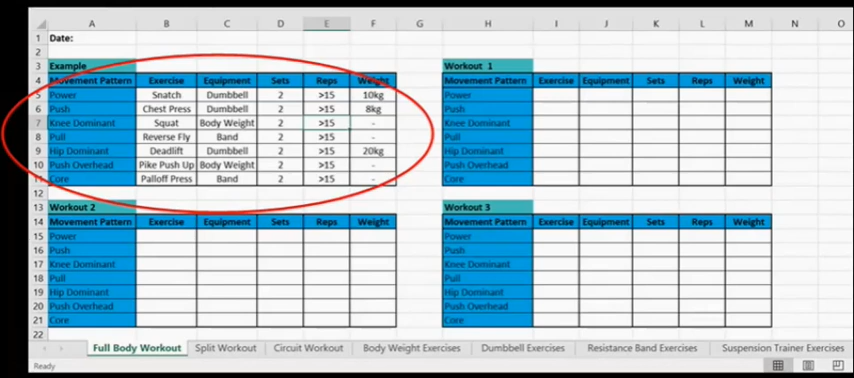 A B C D E F G H I J K L M N O
1 Date:
2
3 Example Workout 1
4 Movement Pattern Exercise Equipment Sets Reps Weight Movement Pattern Exercise Equipment Sets Reps Weight
5 Power Snatch Dumbbell 2 >15 10kg Power
6 Push Chest Press Dumbbell 2 >15 8kg Push
7 Knee Dominant Squat Body Weight 2 >15 - Knee Dominant
8 Pull Reverse Fly Band 2 >15 - Pull
9 Hip Dominant Deadlift Dumbbell 2 >15 20kg Hip Dominant
10 Push Overhead Pike Push Up Body Weight 2 >15 - Push Overhead
11 Core Palloff Press Band 2 >15 - Core
12
13 Workout 2 Workout 3
14 Movement Pattern Exercise Equipment Sets Reps Weight Movement Pattern Exercise Equipment Sets Reps Weight
15 Power Power
16 Push Push
17 Knee Dominant Knee Dominant
18 Pull Pull
19 Hip Dominant Hip Dominant
20 Push Overhead Push Overhead
21 Core Core
22
Full Body Workout Split Workout Circuit Workout Body Weight Exercises Dumbbell Exercises Resistance Band Exercises Suspension Trainer Exercises
Ready